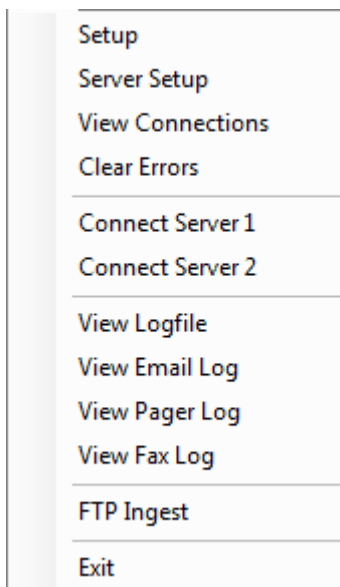 Setup
Server Setup
View Connections
Clear Errors
Connect Server 1
Connect Server 2
View Logfile
View Email Log
View Pager Log
View Fax Log
FTP Ingest
Exit